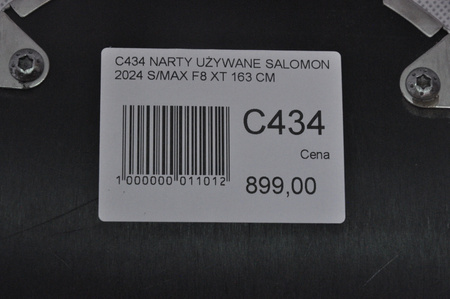 C434 NARTY UŻYWANE SALOMON
2024 S/MAX F8 XT 163 CM
C434
Cena
1 000000 011012
899,00